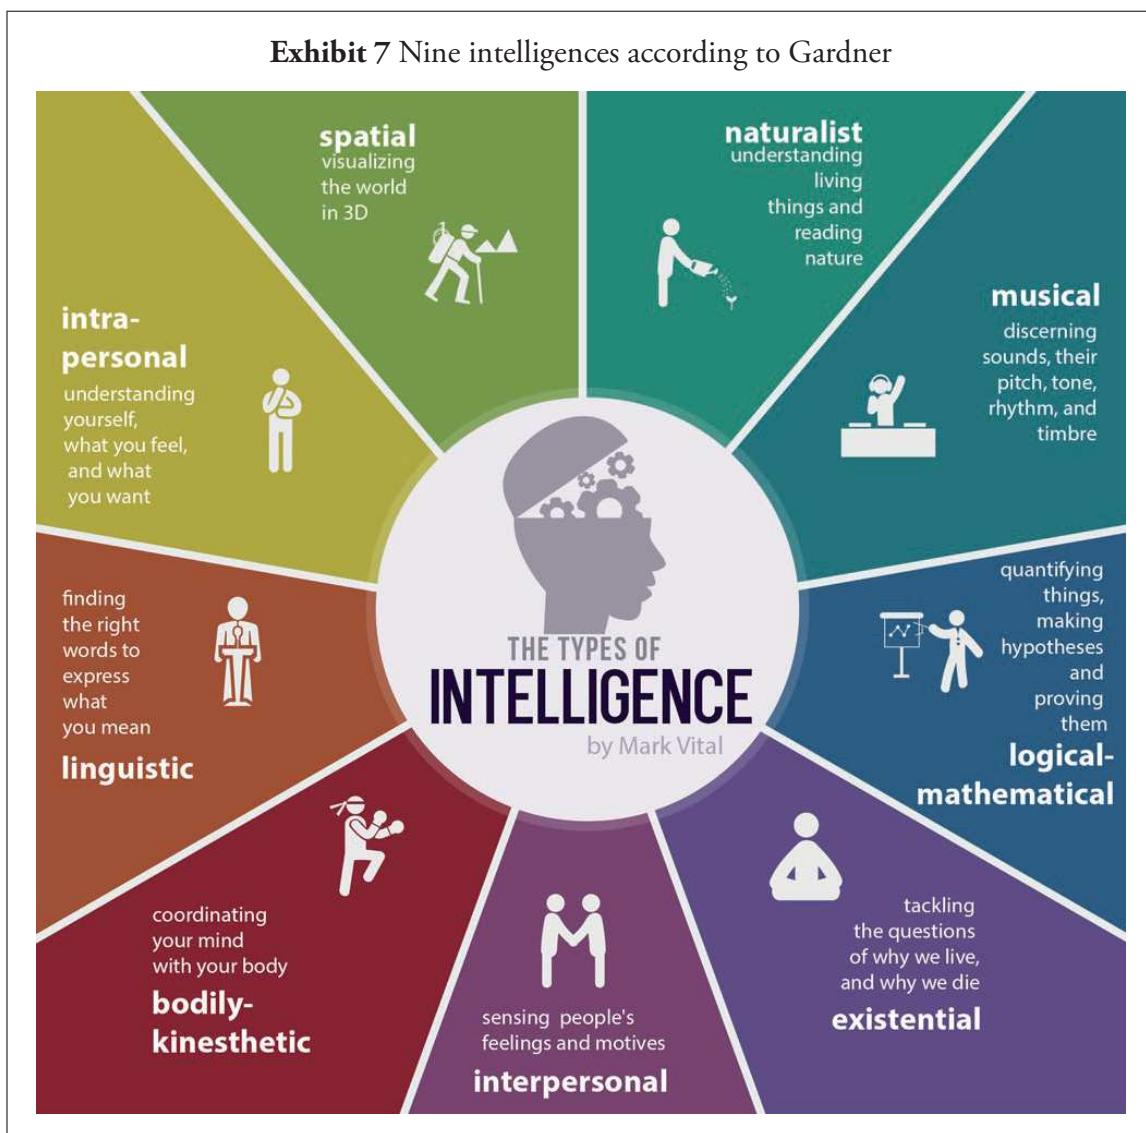 Exhibit 7 Nine intelligences according to Gardner
spatial
visualizing
the world
in 3D
naturalist
understanding
living
things and
reading
nature
musical
discerning
sounds, their
pitch, tone,
rhythm, and
timbre
quantifying
things,
making
hypotheses
and
proving
them
logical-
mathematical
tackling
the questions
of why we live,
and why we die
existential
sensing people's
feelings and motives
interpersonal
coordinating
your mind
with your body
bodily-
kinesthetic
finding
the right
words to
express
what
you mean
linguistic
intra-
personal
understanding
yourself,
what you feel,
and what
you want
THE TYPES OF
INTELLIGENCE
by Mark Vital